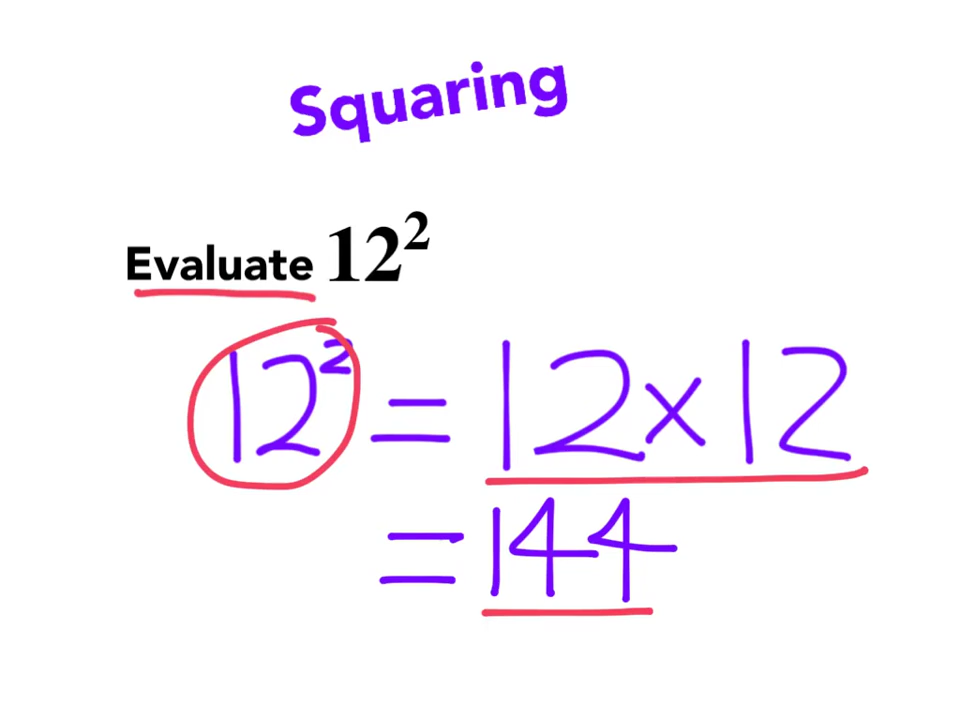 Squaring
Evaluate 12²
12² = 12 × 12
= 144